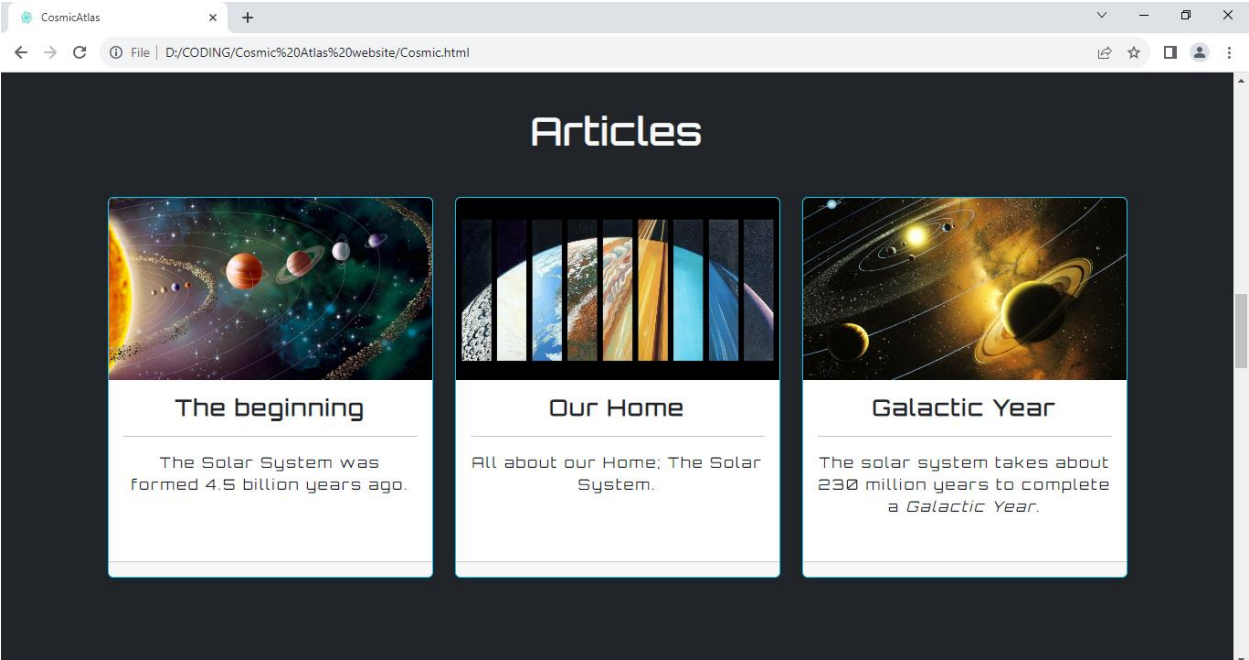 CosmicAtlas
File
D:/CODING/Cosmic%20Atlas%20website/Cosmic.html
Articles
The beginning
The Solar System was
formed 4.5 billion years ago.
Our Home
All about our Home; The Solar
System.
Galactic Year
The solar system takes about
230 million years to complete
a Galactic Year.